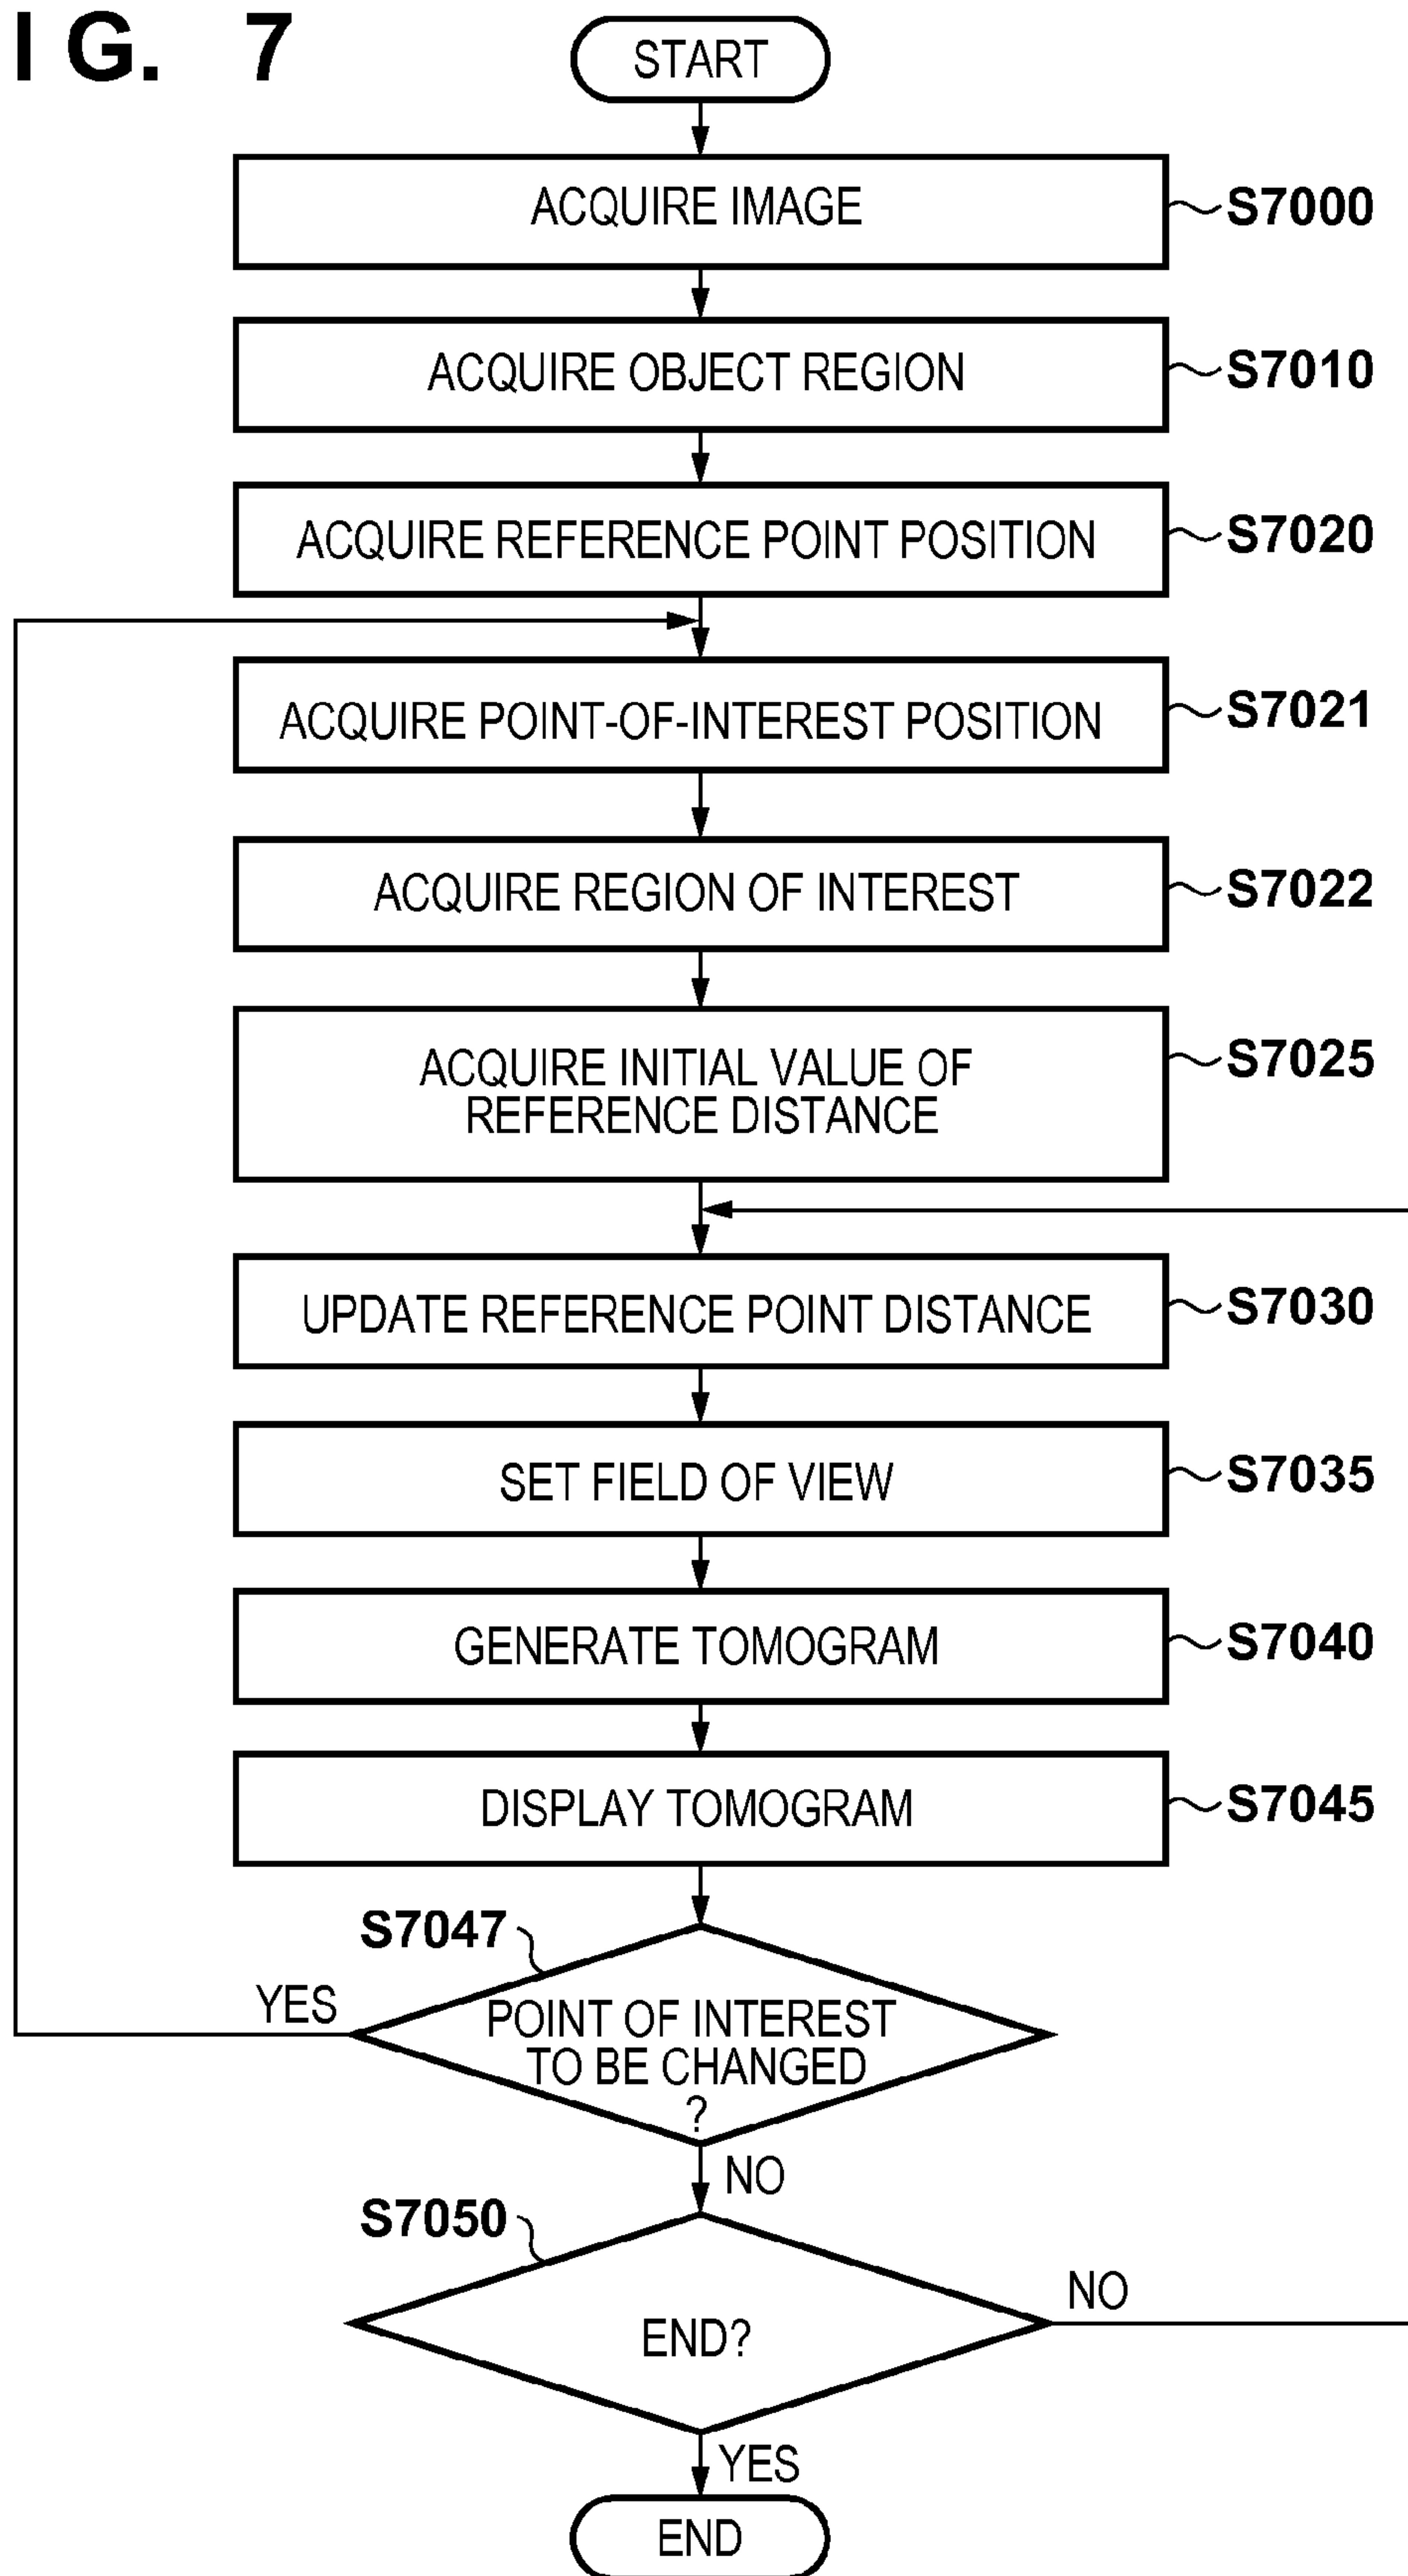 IG. 7
START
ACQUIRE IMAGE
S7000
ACQUIRE OBJECT REGION
S7010
ACQUIRE REFERENCE POINT POSITION
S7020
ACQUIRE POINT-OF-INTEREST POSITION
S7021
ACQUIRE REGION OF INTEREST
S7022
ACQUIRE INITIAL VALUE OF
REFERENCE DISTANCE
S7025
UPDATE REFERENCE POINT DISTANCE
S7030
SET FIELD OF VIEW
S7035
GENERATE TOMOGRAM
S7040
DISPLAY TOMOGRAM
S7045
S7047
YES
POINT OF INTEREST
TO BE CHANGED
?
NO
S7050
END?
NO
YES
END